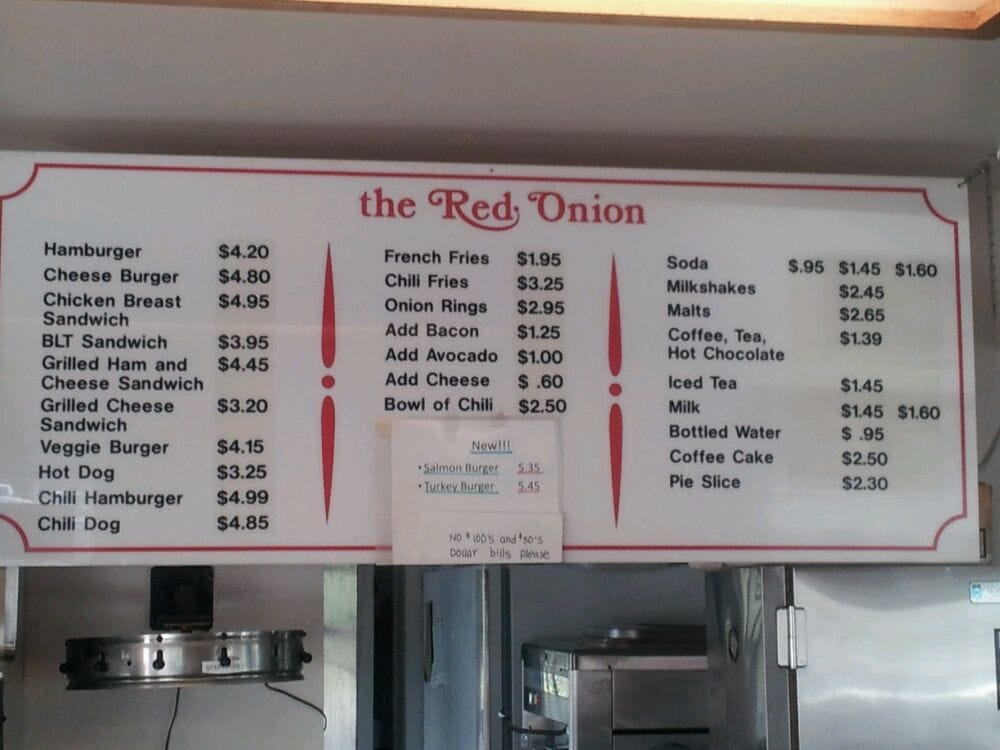 the Red Onion
Hamburger $4.20
Cheese Burger $4.80
Chicken Breast $4.95
Sandwich
BLT Sandwich $3.95
Grilled Ham and $4.45
Cheese Sandwich
Grilled Cheese $3.20
Sandwich
Veggie Burger $4.15
Hot Dog $3.25
Chili Hamburger $4.99
Chili Dog $4.85
French Fries $1.95
Chili Fries $3.25
Onion Rings $2.95
Add Bacon $1.25
Add Avocado $1.00
Add Cheese $ .60
Bowl of Chili $2.50
New!!!
• Salmon Burger 5.35
• Turkey Burger 5.45
NO $100's and $50's
Dollar bills please
Soda $.95 $1.45 $1.60
Milkshakes $2.45
Malts $2.65
Coffee, Tea, $1.39
Hot Chocolate
Iced Tea $1.45
Milk $1.45 $1.60
Bottled Water $ .95
Coffee Cake $2.50
Pie Slice $2.30